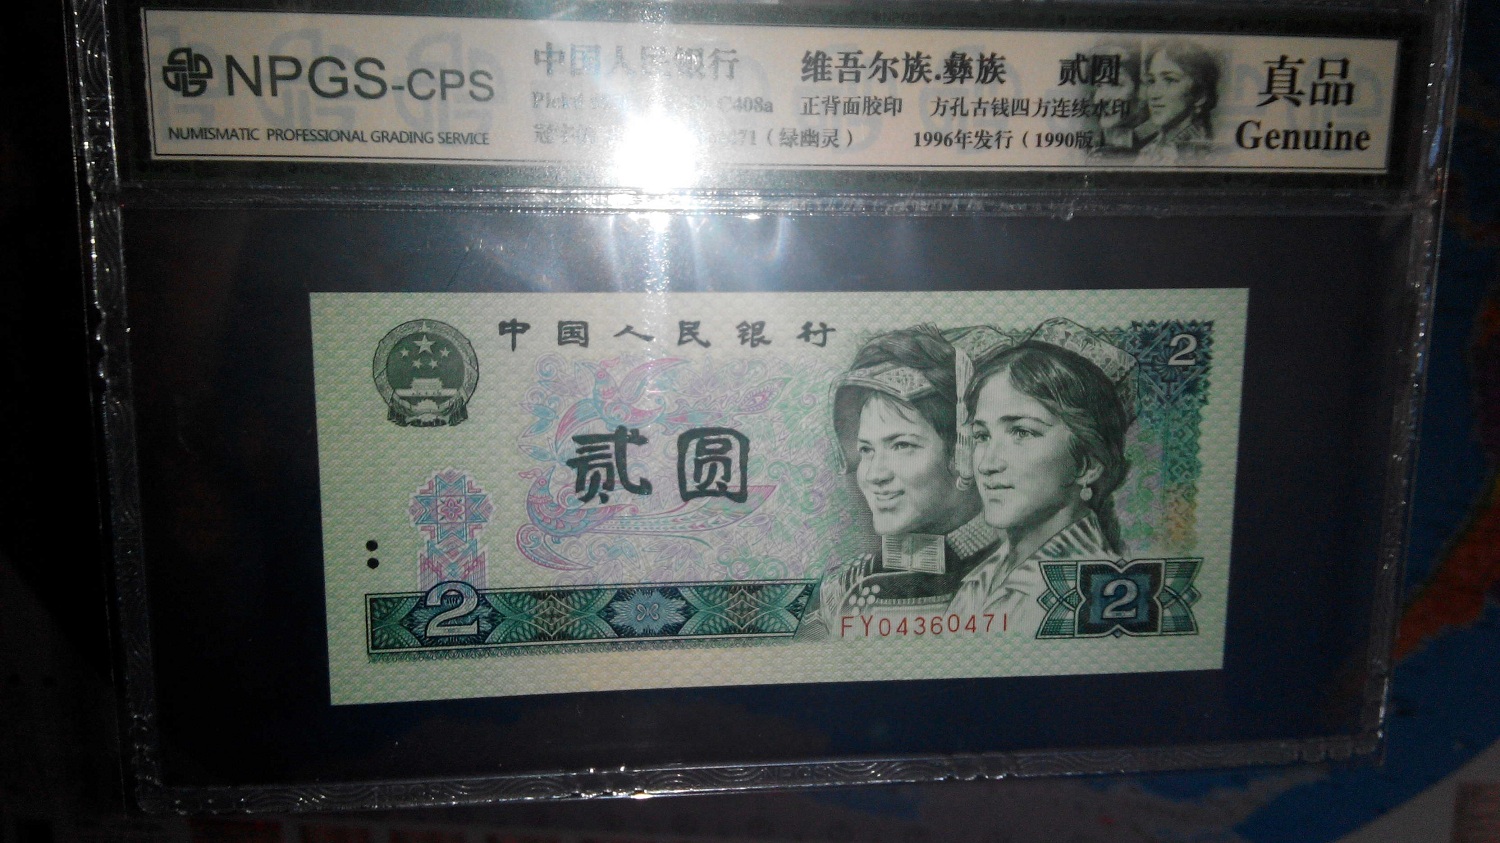 NPGS-CPS
NUMISMATIC PROFESSIONAL GRADING SERVICE
中国人民银行 维吾尔族.彝族 贰圆
C408a 正背面胶印 方孔古钱四方连续水印
471（绿幽灵） 1996年发行（1990版）
真品
Genuine
中国人民银行
2
贰圆
2
FY04360471
2